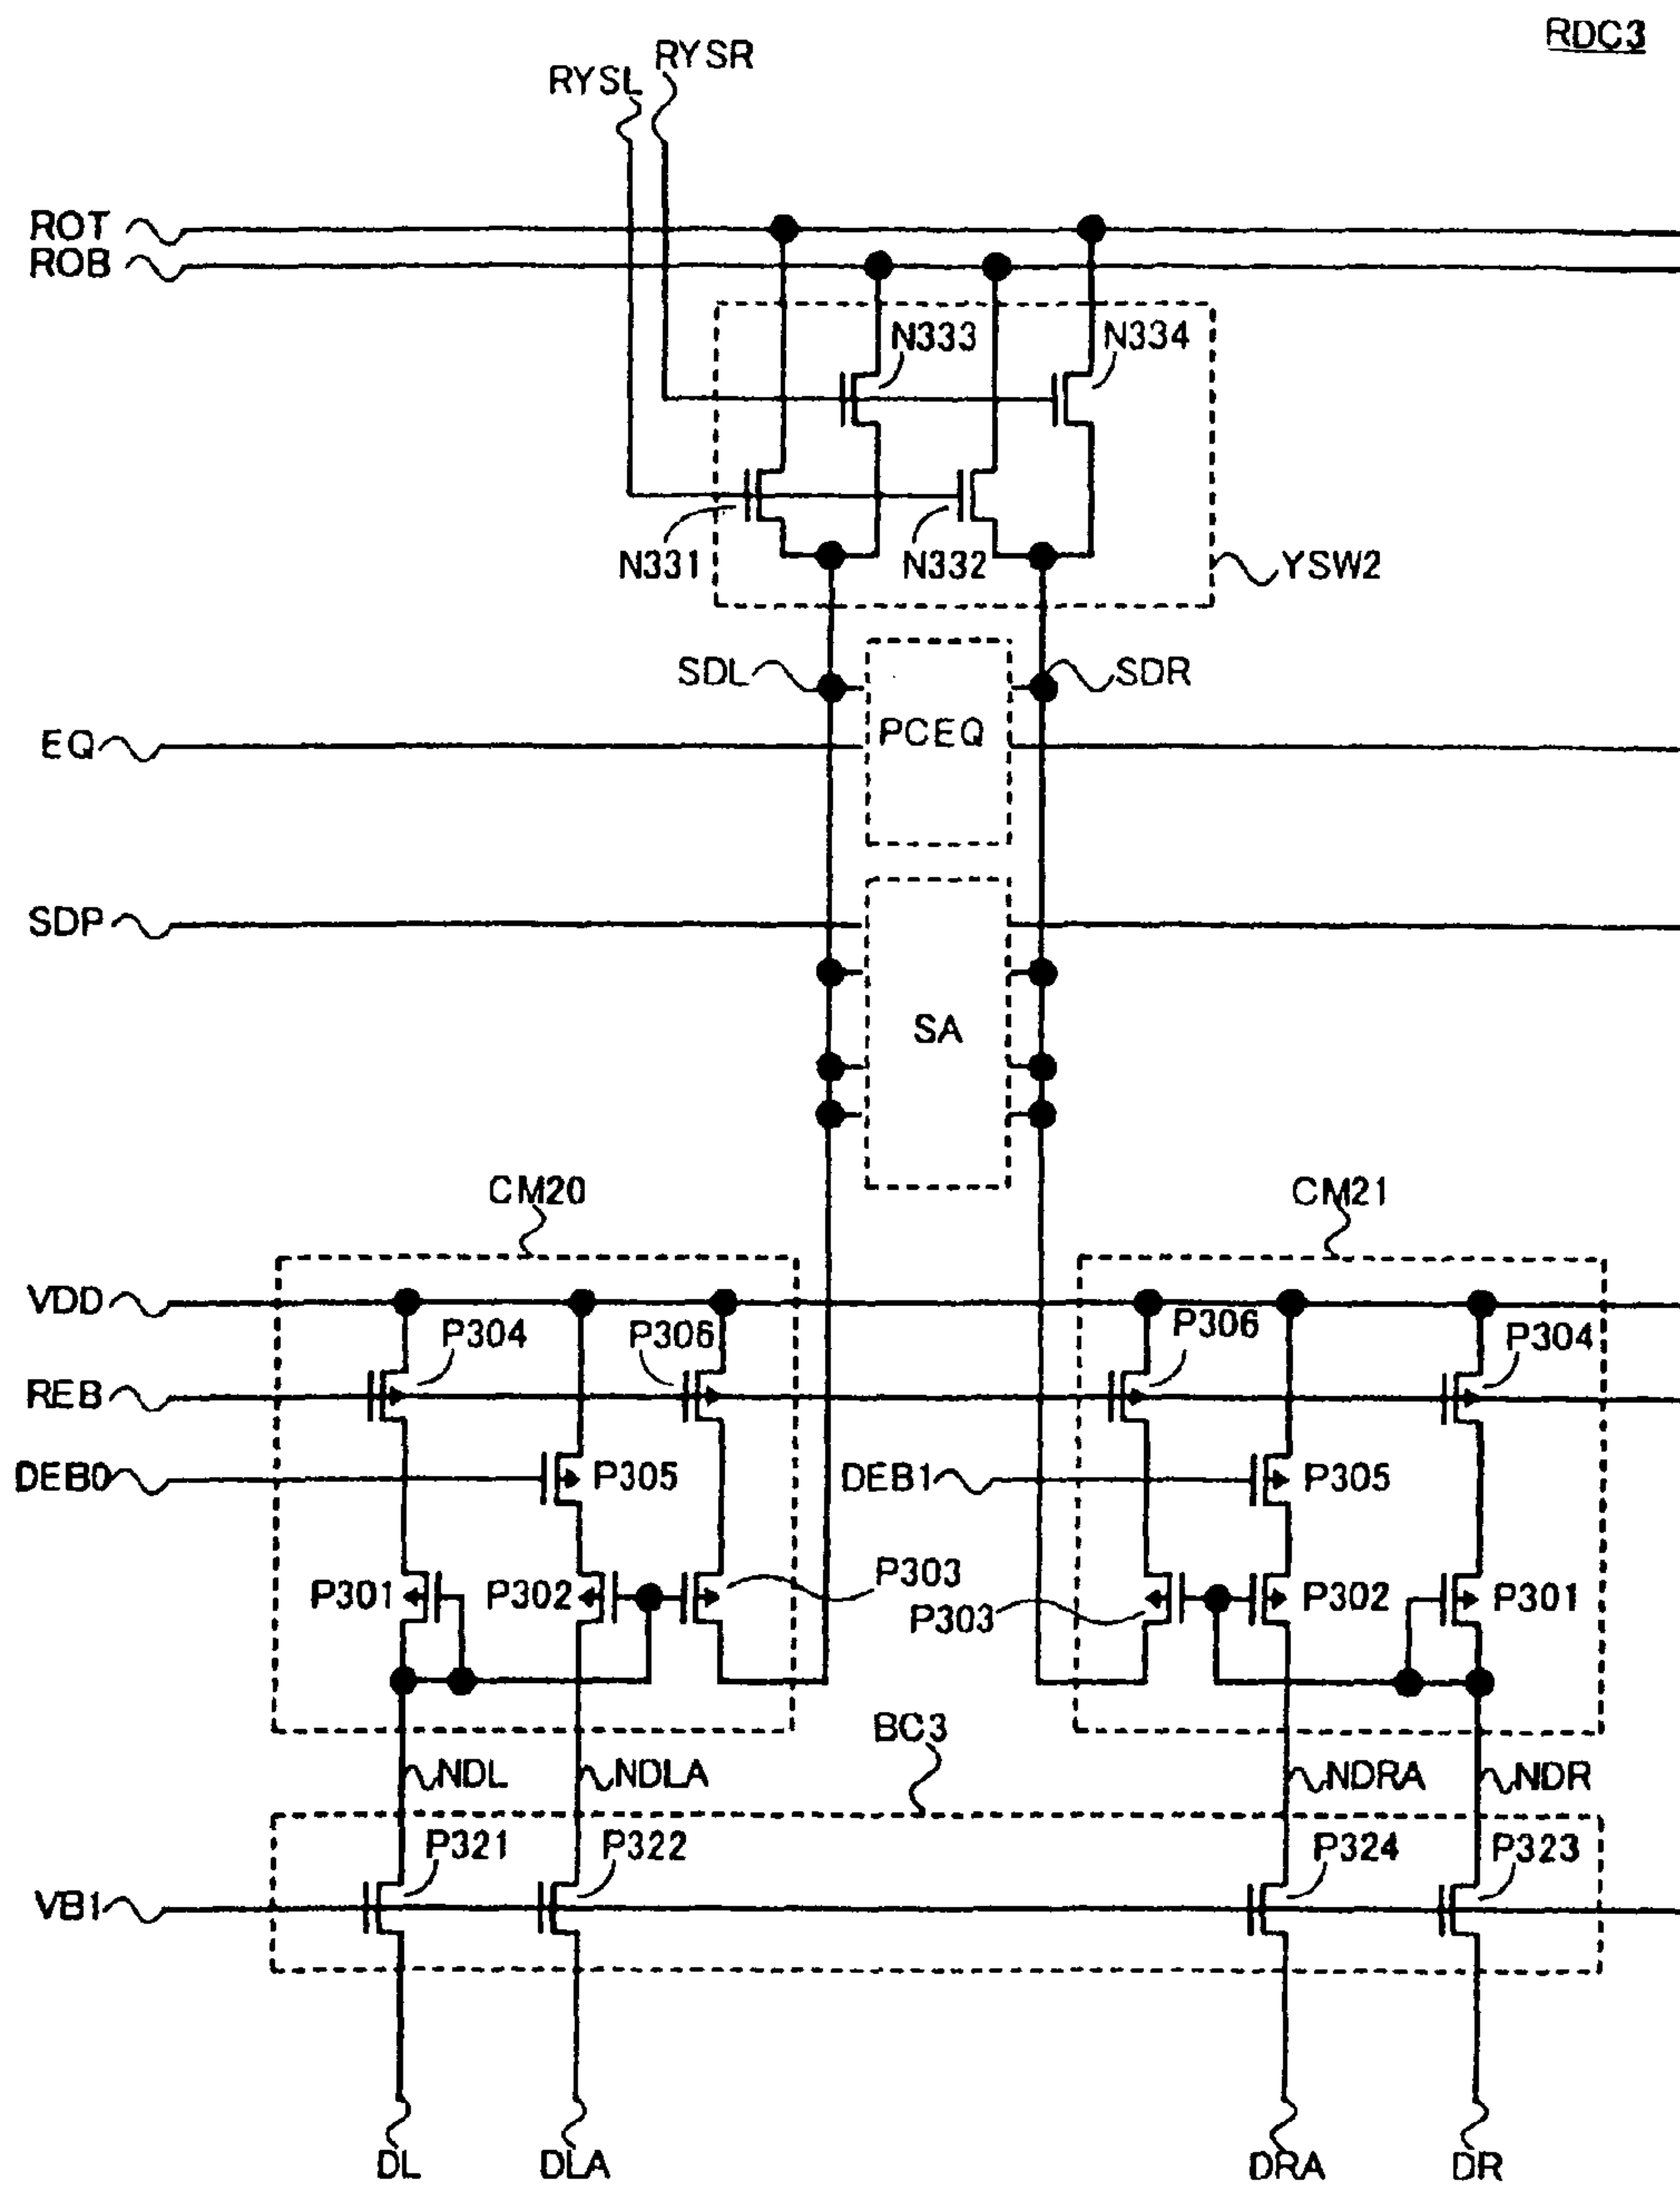 RDC3
RYSR
RYSL
ROT
ROB
N333
N334
N331
N332
YSW2
SDL
SDR
EQ
PCEQ
SDP
SA
CM20
CM21
VDD
P304
P306
P306
P304
REB
DEB0
P305
DEB1
P305
P301
P302
P303
P303
P302
P301
BC3
NDL
NDLA
NDRA
NDR
P321
P322
P324
P323
VB1
DL
DLA
DRA
DR